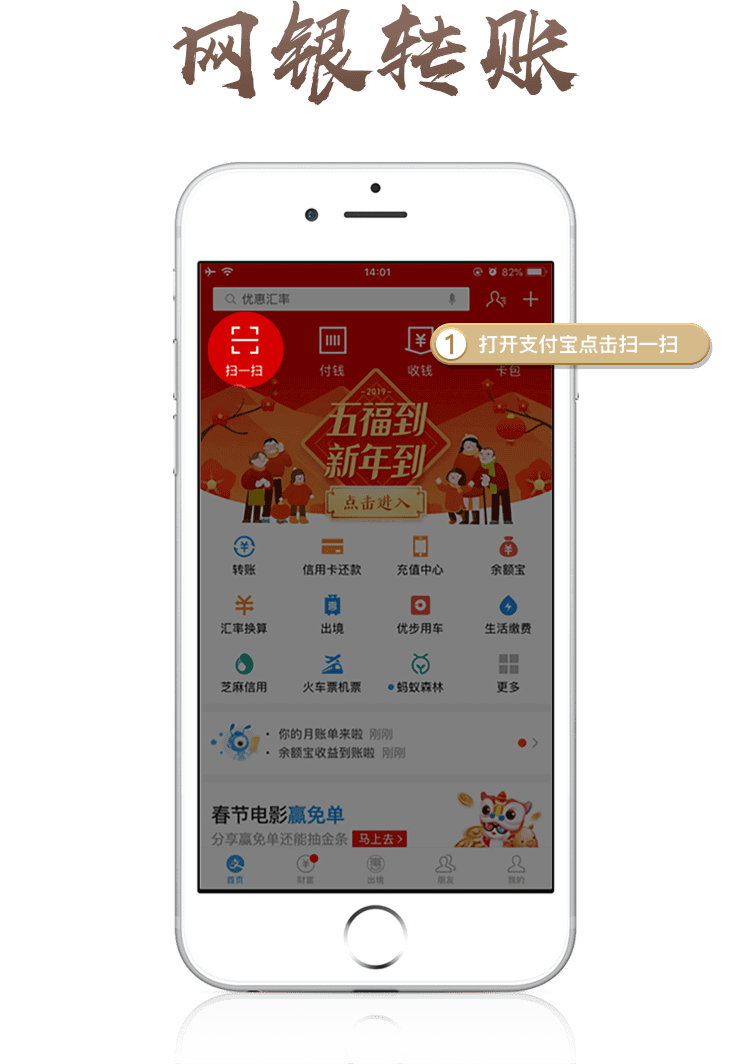 网银转账
14:01
82%
优惠汇率
扫一扫
付钱
收钱
卡包
1 打开支付宝点击扫一扫
-2019-
五福到
新年到
点击进入
转账
信用卡还款
充值中心
余额宝
汇率换算
出境
优步用车
生活缴费
芝麻信用
火车票机票
蚂蚁森林
更多
你的月账单来啦 刚刚
余额宝收益到账啦 刚刚
春节电影赢免单
分享赢免单还能抽金条 马上去
首页
财富
出境
朋友
我的